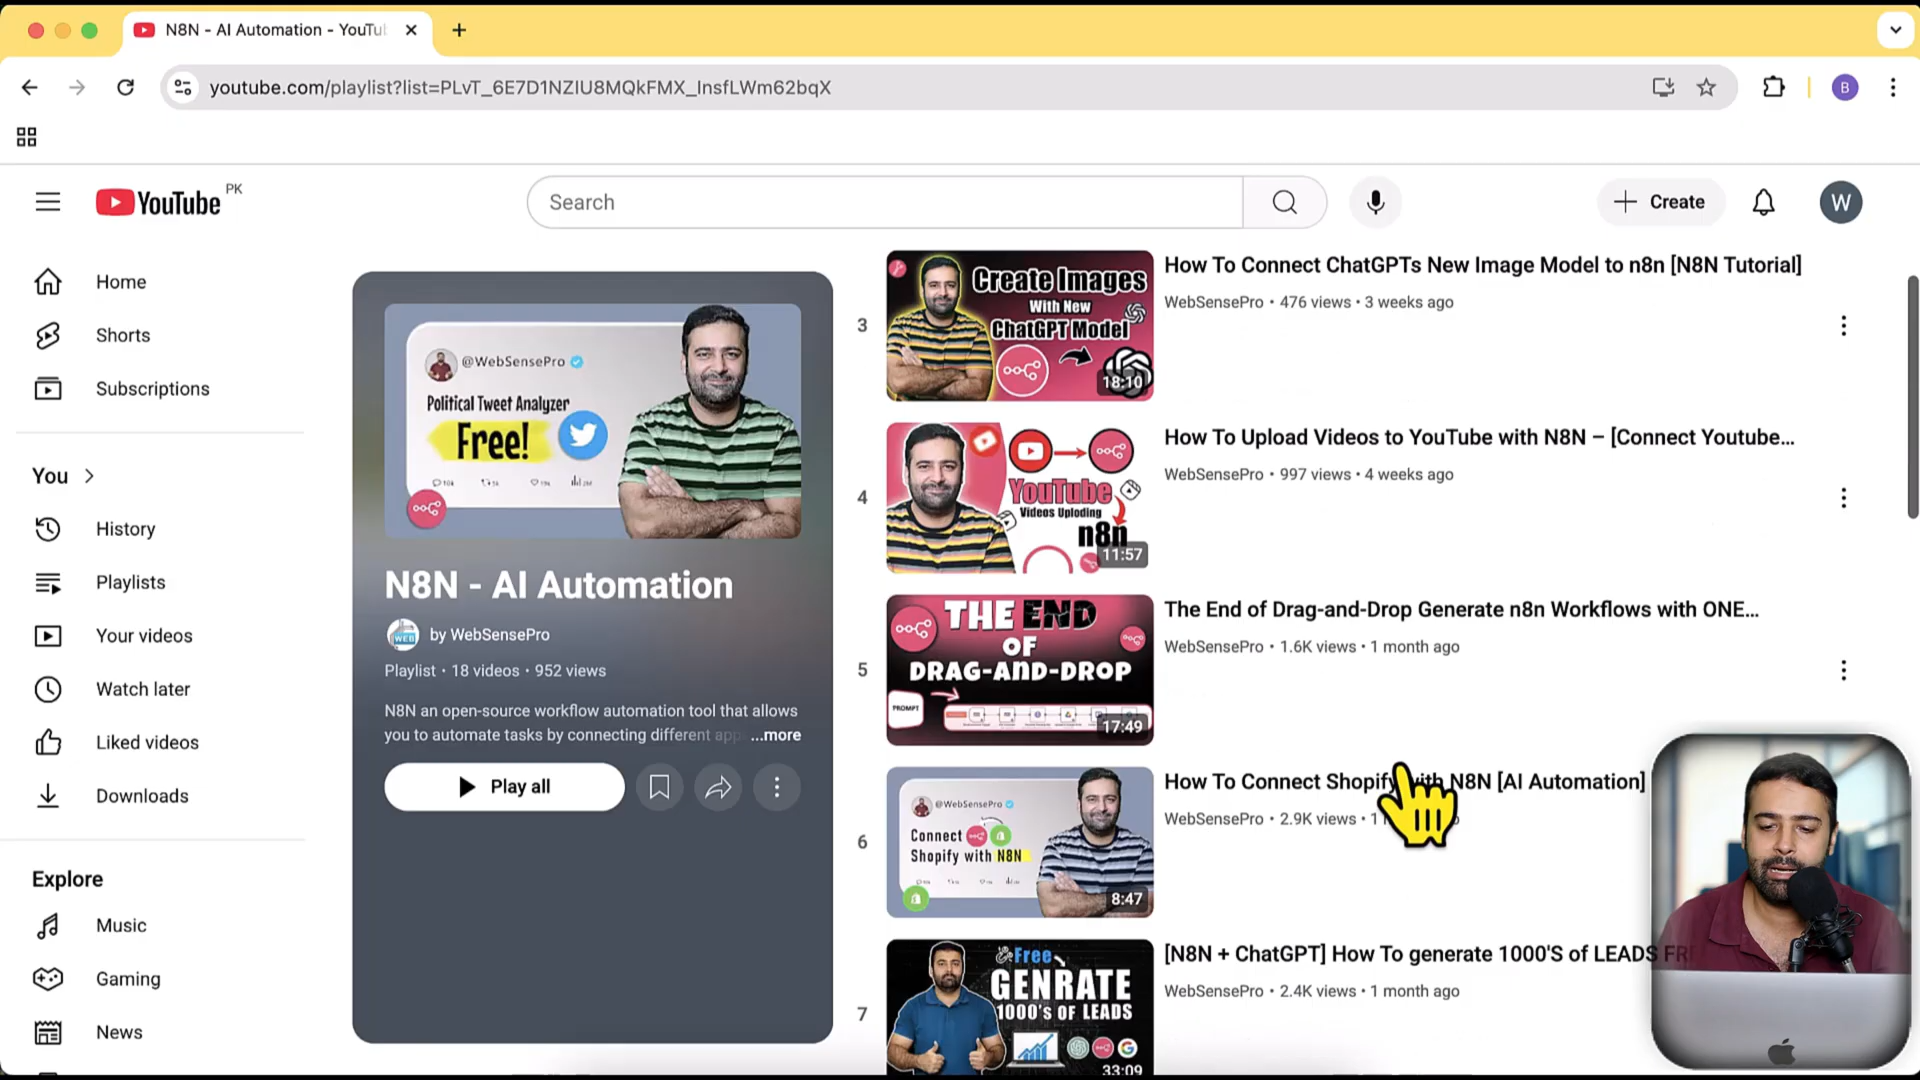 N8N - AI Automation - YouTu
youtube.com/playlist?list=PLvT_6E7D1NZIU8MQkFMX_InsfLWm62bqX
B
YouTube
PK
Search
Create
W
Home
Shorts
Subscriptions
You
History
Playlists
Your videos
Watch later
Liked videos
Downloads
Explore
Music
Gaming
News
@WebSensePro
Political Tweet Analyzer
Free!
N8N - AI Automation
WEB
by WebSensePro
Playlist • 18 videos • 952 views
N8N an open-source workflow automation tool that allows
you to automate tasks by connecting different apps ...more
Play all
3
Create Images
With New
ChatGPT Model
18:10
How To Connect ChatGPTs New Image Model to n8n [N8N Tutorial]
WebSensePro • 476 views • 3 weeks ago
4
YouTube
Videos Uploding
n8n
11:57
How To Upload Videos to YouTube with N8N – [Connect Youtube...
WebSensePro • 997 views • 4 weeks ago
5
THE END
OF
DRAG-AND-DROP
PROMPT
17:49
The End of Drag-and-Drop Generate n8n Workflows with ONE...
WebSensePro • 1.6K views • 1 month ago
6
@WebSensePro
Connect
Shopify with N8N
8:47
How To Connect Shopify with N8N [AI Automation]
WebSensePro • 2.9K views • 1
7
Free
GENRATE
1000's OF LEADS
33:09
[N8N + ChatGPT] How To generate 1000'S of LEADS FR
WebSensePro • 2.4K views • 1 month ago